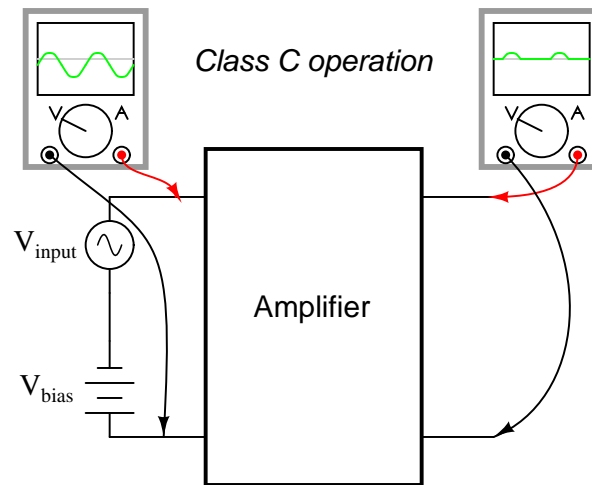 Class C operation
V A
V A
V_input
Amplifier
V_bias